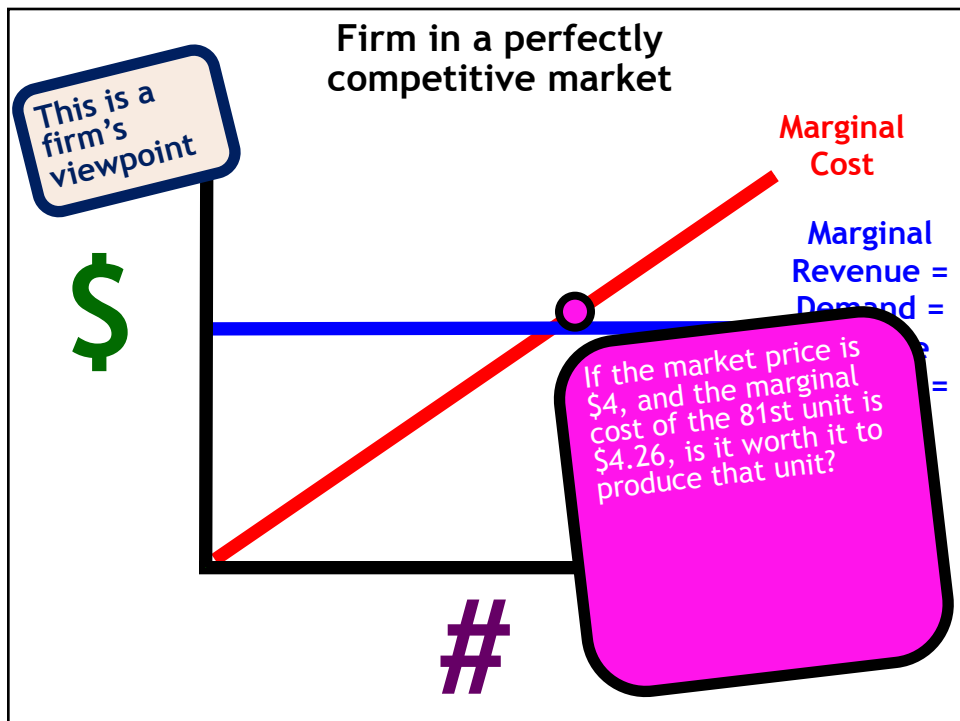 Firm in a perfectly
competitive market
This is a
firm's
viewpoint
Marginal
Cost
$
Marginal
Revenue =
Demand =
=
If the market price is
$4, and the marginal
cost of the 81st unit is
$4.26, is it worth it to
produce that unit?
#